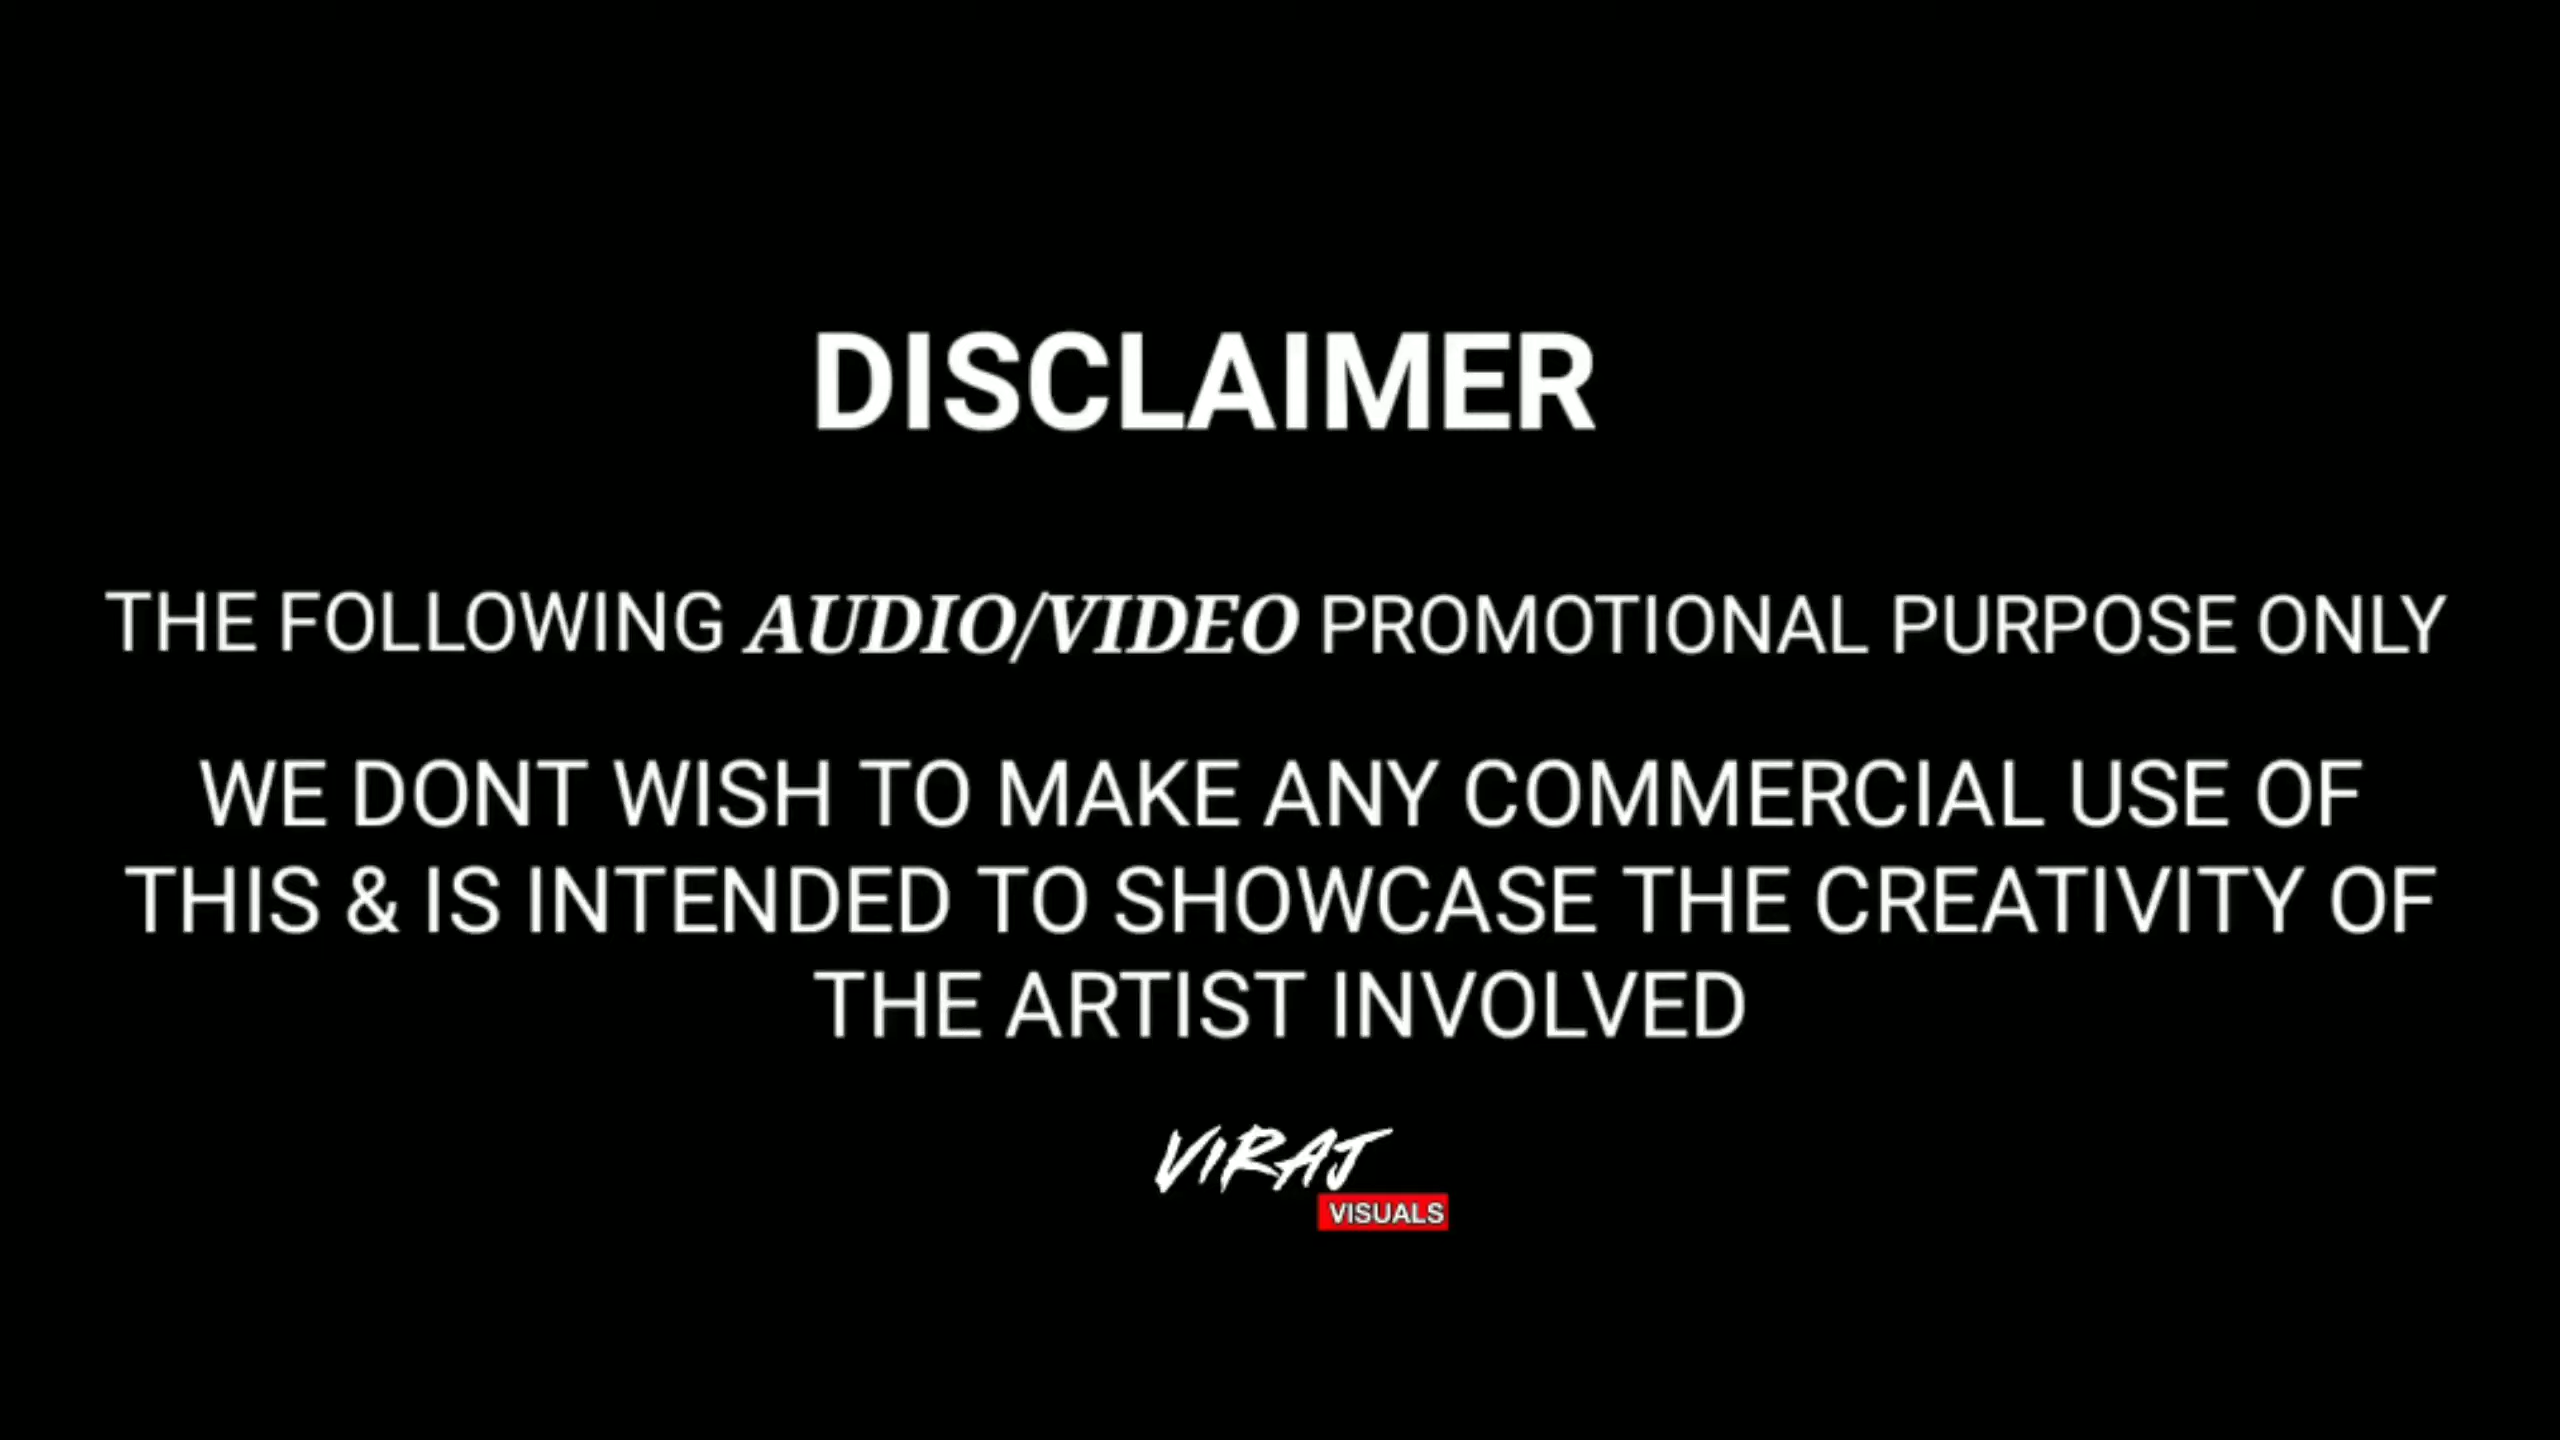 DISCLAIMER
THE FOLLOWING AUDIO/VIDEO PROMOTIONAL PURPOSE ONLY
WE DONT WISH TO MAKE ANY COMMERCIAL USE OF
THIS & IS INTENDED TO SHOWCASE THE CREATIVITY OF
THE ARTIST INVOLVED
VIRAJ
VISUALS